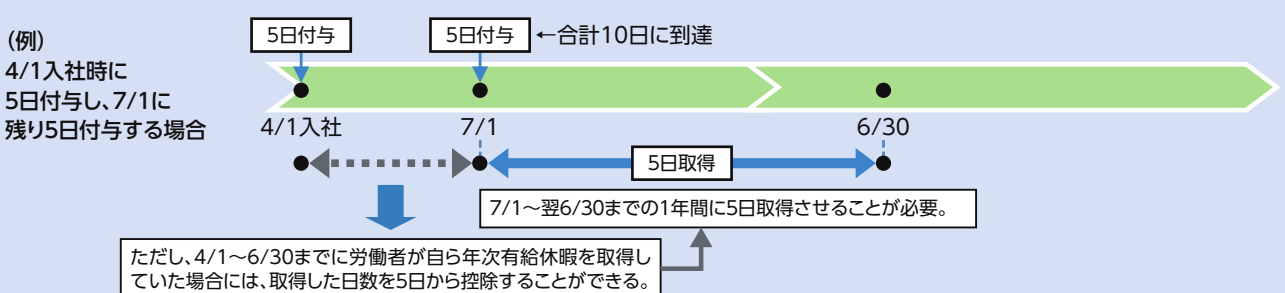 (例)
4/1入社時に
5日付与し、7/1に
残り5日付与する場合
5日付与
5日付与
←合計10日に到達
4/1入社
7/1
6/30
5日取得
7/1～翌6/30までの1年間に5日取得させることが必要。
ただし、4/1～6/30までに労働者が自ら年次有給休暇を取得し
ていた場合には、取得した日数を5日から控除することができる。